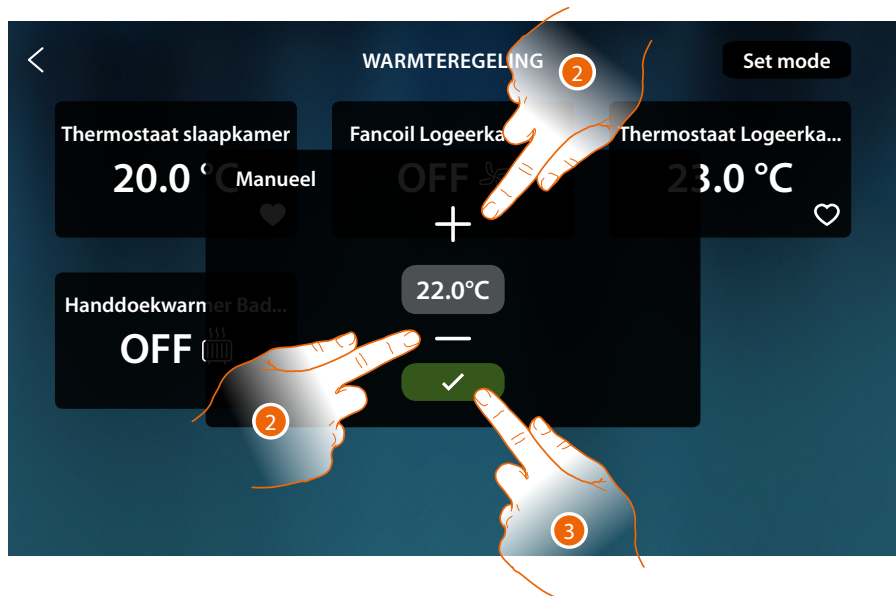 WARMTEREGELING
Set mode
2
Thermostaat slaapkamer
Fancoil Logeerka
Thermostaat Logeerka...
20.0 °C
OFF
23.0 °C
Manueel
22.0°C
Handdoekwarmer Bad...
OFF
2
3